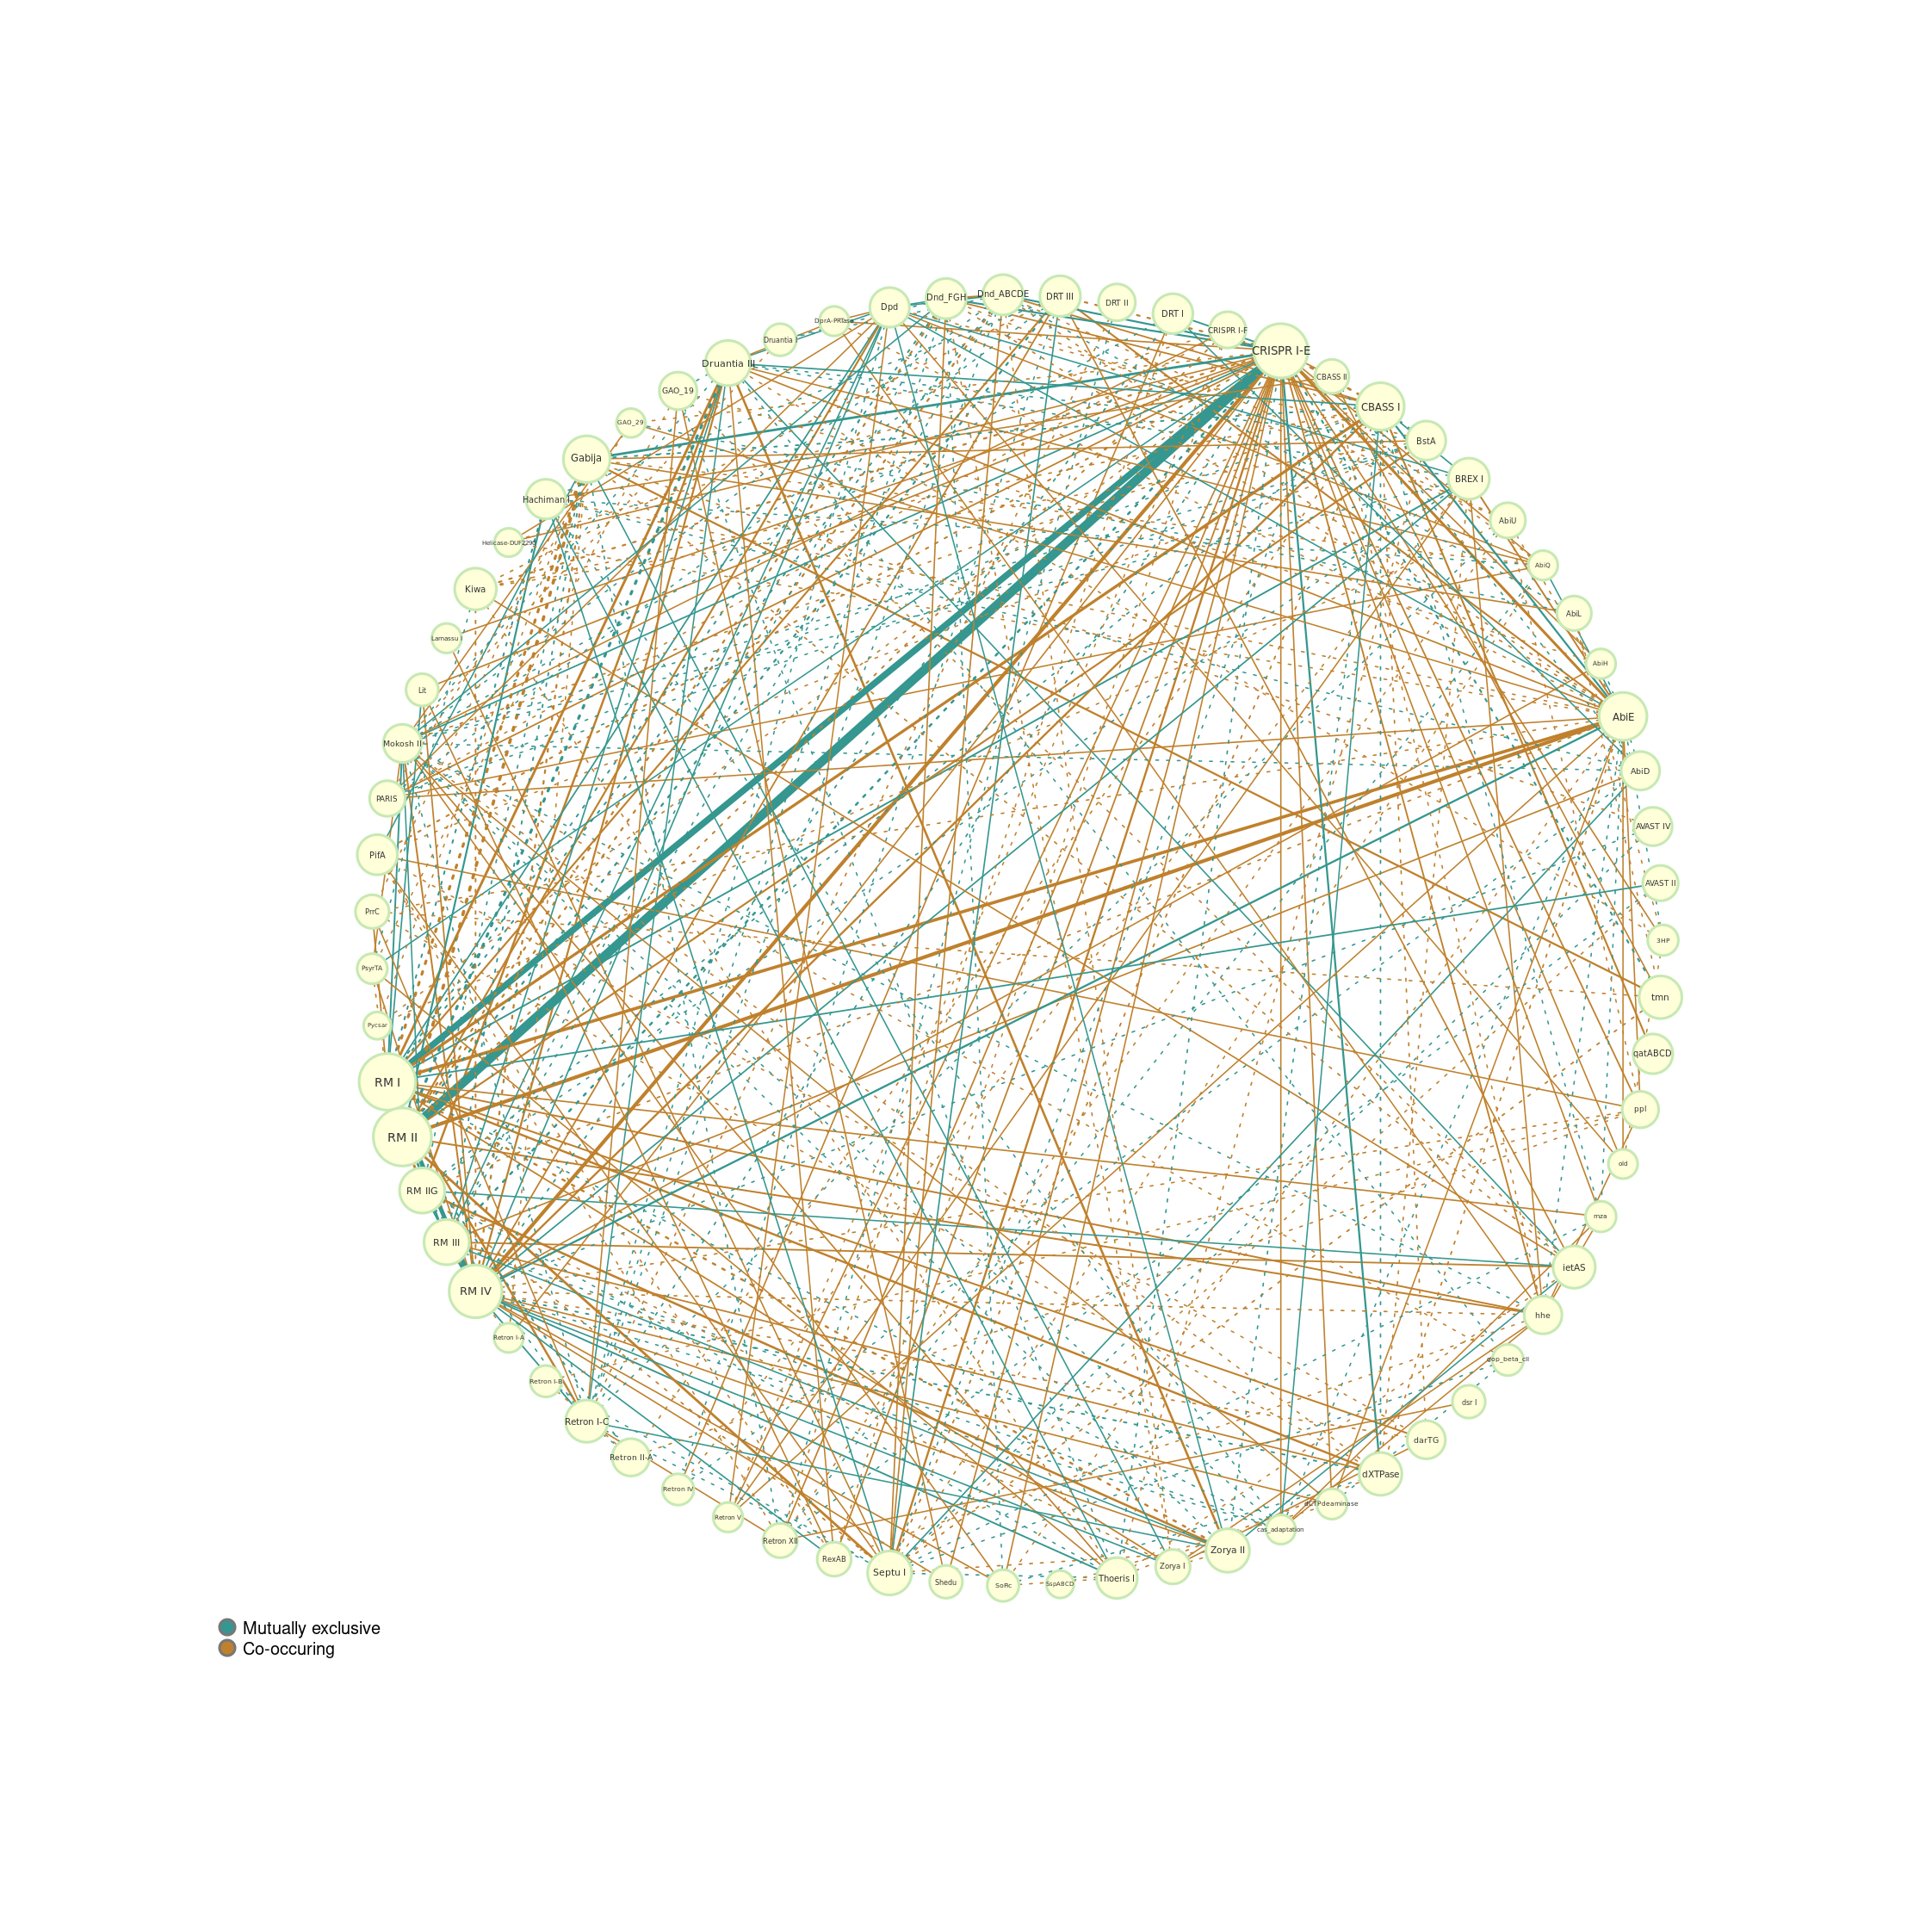 Dnd_ABCDE
DRT III
Dnd_FGH
DRT II
Dpd
DRT I
DprA-PRTase
CRISPR I-F
Druantia
CRISPR I-E
Druantia III
CBASS II
GAO_19
CBASS I
GAO_29
BstA
Gabija
BREX I
Hachiman I
AbiU
Helicase-DUF2290
AbiQ
Kiwa
AbiL
Lamassu
AbiH
Lit
AbiE
Mokosh II
AbiD
PARIS
AVAST IV
PifA
AVAST II
PrrC
3HP
PsyrTA
tmn
Pycsar
qatABCD
RM I
ppl
RM II
old
RM IIG
mza
RM III
ietAS
RM IV
hhe
Retron I-A
gop_beta_cII
Retron I-B
dsr I
Retron I-C
darTG
Retron II-A
dXTPase
Retron IV
dCTPdeaminase
Retron V
cas_adaptation
Retron XII
Zorya II
RexAB
Zorya I
Septu I
Thoeris I
Shedu
SspABCD
SoFic
Mutually exclusive
Co-occuring